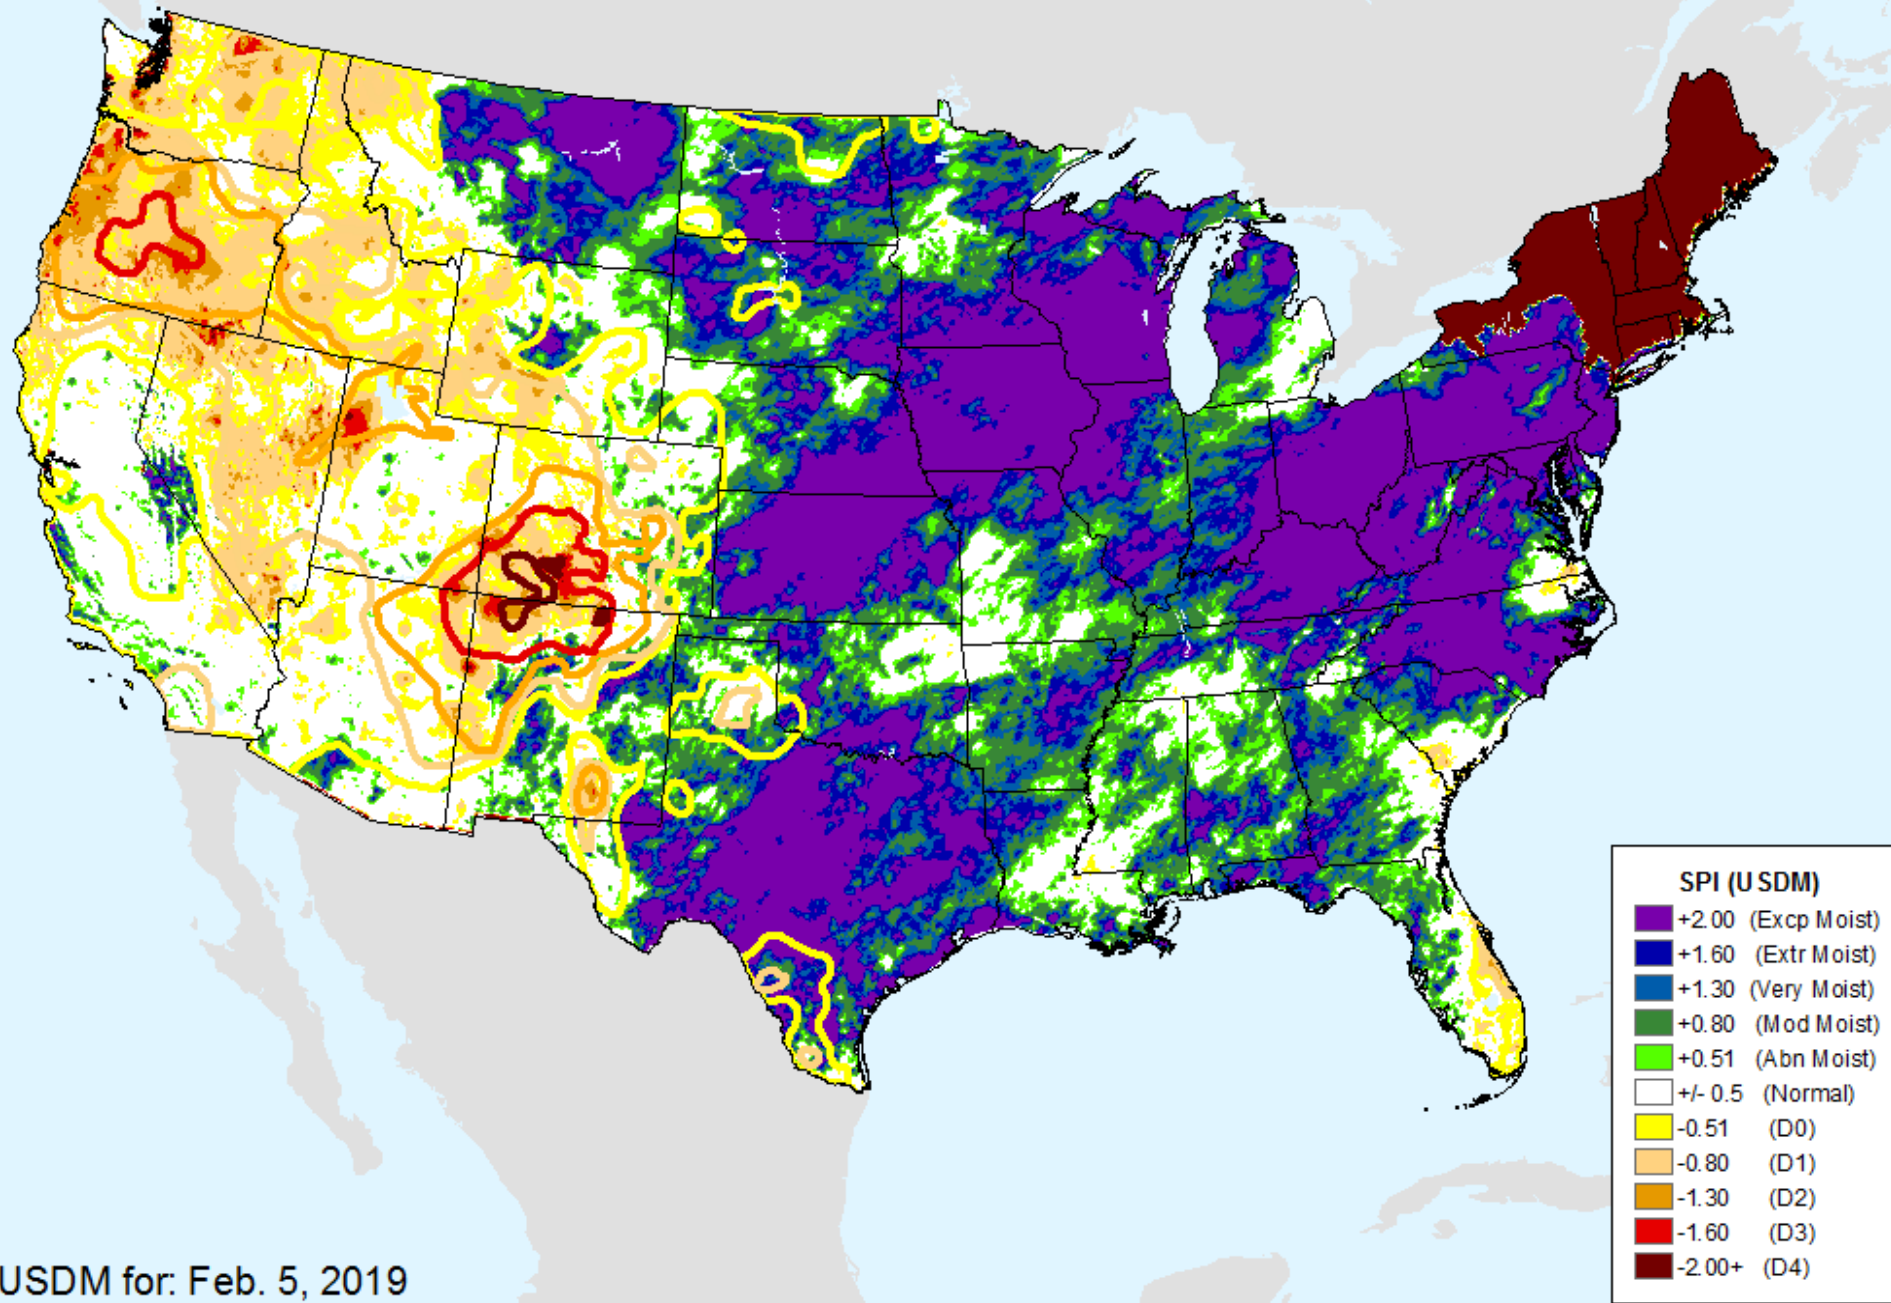 SPI (USDM)
+2.00 (Excp Moist)
+1.60 (Extr Moist)
+1.30 (Very Moist)
+0.80 (Mod Moist)
+0.51 (Abn Moist)
+/- 0.5 (Normal)
-0.51 (D0)
-0.80 (D1)
-1.30 (D2)
-1.60 (D3)
-2.00+ (D4)
USDM for: Feb. 5, 2019